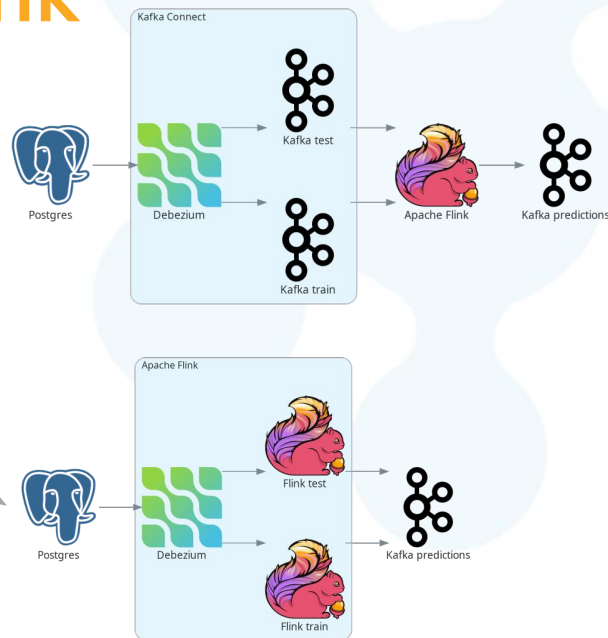 Kafka Connect
Kafka test
Postgres
Debezium
Apache Flink
Kafka predictions
Kafka train
Apache Flink
Flink test
Postgres
Debezium
Kafka predictions
Flink train